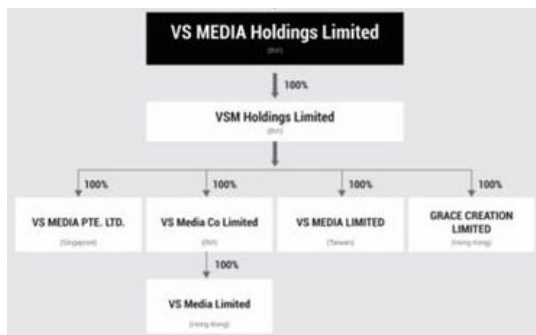 VS MEDIA Holdings Limited
(BVI)
100%
VSM Holdings Limited
(BVI)
100%
100%
100%
100%
VS MEDIA PTE. LTD.
(Singapore)
VS Media Co Limited
(BVI)
VS MEDIA LIMITED
(Taiwan)
GRACE CREATION
LIMITED
(Hong Kong)
100%
VS Media Limited
(Hong Kong)